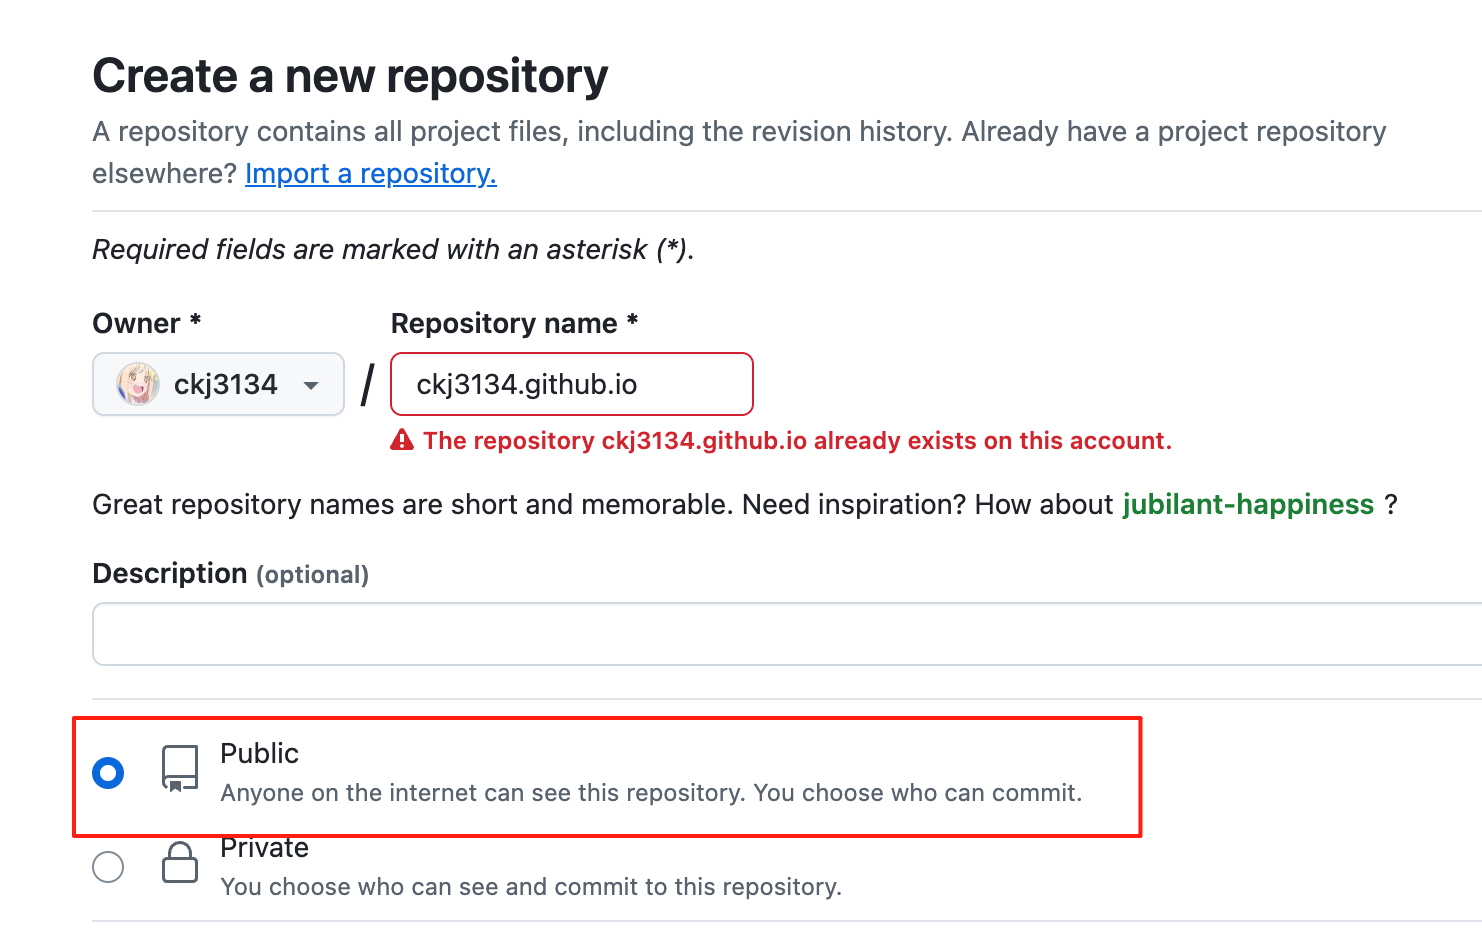 Create a new repository
A repository contains all project files, including the revision history. Already have a project repository
elsewhere? Import a repository.
Required fields are marked with an asterisk (*).
Owner * Repository name *
ckj3134 / ckj3134.github.io
The repository ckj3134.github.io already exists on this account.
Great repository names are short and memorable. Need inspiration? How about jubilant-happiness ?
Description (optional)
Public
Anyone on the internet can see this repository. You choose who can commit.
Private
You choose who can see and commit to this repository.